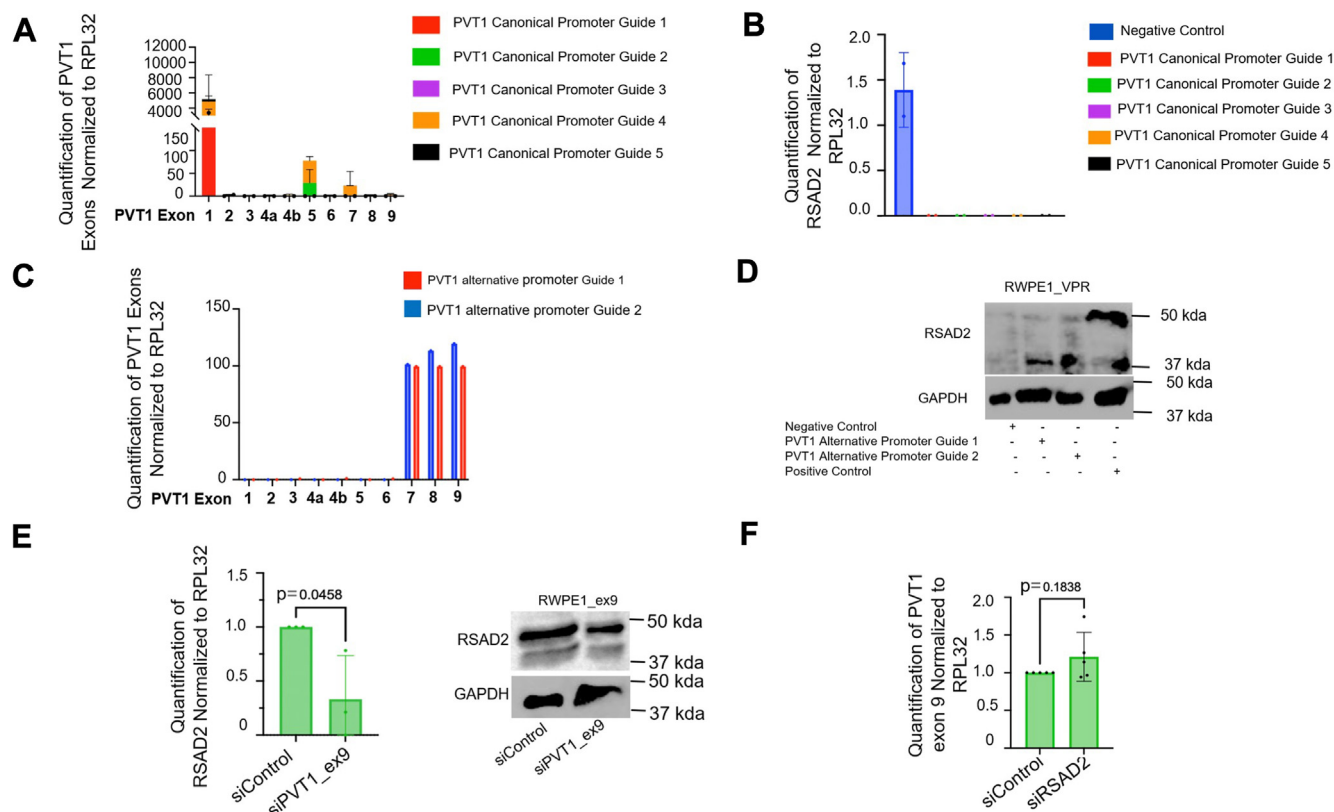 A
Quantification of PVT1
Exons Normalized to RPL32
12000
10000
8000
6000
4000
150
100
50
0
PVT1 Exon 1 2 3 4a 4b 5 6 7 8 9
PVT1 Canonical Promoter Guide 1
PVT1 Canonical Promoter Guide 2
PVT1 Canonical Promoter Guide 3
PVT1 Canonical Promoter Guide 4
PVT1 Canonical Promoter Guide 5
B
Quantification of
RSAD2 Normalized to
RPL32
2.0
1.5
1.0
0.5
0.0
Negative Control
PVT1 Canonical Promoter Guide 1
PVT1 Canonical Promoter Guide 2
PVT1 Canonical Promoter Guide 3
PVT1 Canonical Promoter Guide 4
PVT1 Canonical Promoter Guide 5
C
Quantification of PVT1 Exons
Normalized to RPL32
150
100
50
0
PVT1 Exon 1 2 3 4a 4b 5 6 7 8 9
PVT1 alternative promoter Guide 1
PVT1 alternative promoter Guide 2
D
RWPE1_VPR
RSAD2
50 kda
37 kda
GAPDH
50 kda
37 kda
Negative Control + - - -
PVT1 Alternative Promoter Guide 1 - + - -
PVT1 Alternative Promoter Guide 2 - - + -
Positive Control - - - +
E
Quantification of
RSAD2 Normalized to RPL32
1.5
1.0
0.5
0
p=0.0458
siControl
siPVT1_ex9
RWPE1_ex9
RSAD2
50 kda
37 kda
GAPDH
50 kda
37 kda
siControl
siPVT1_ex9
F
Quantification of PVT1
exon 9 Normalized to
RPL32
2.0
1.5
1.0
0.5
0
p=0.1838
siControl
siRSAD2